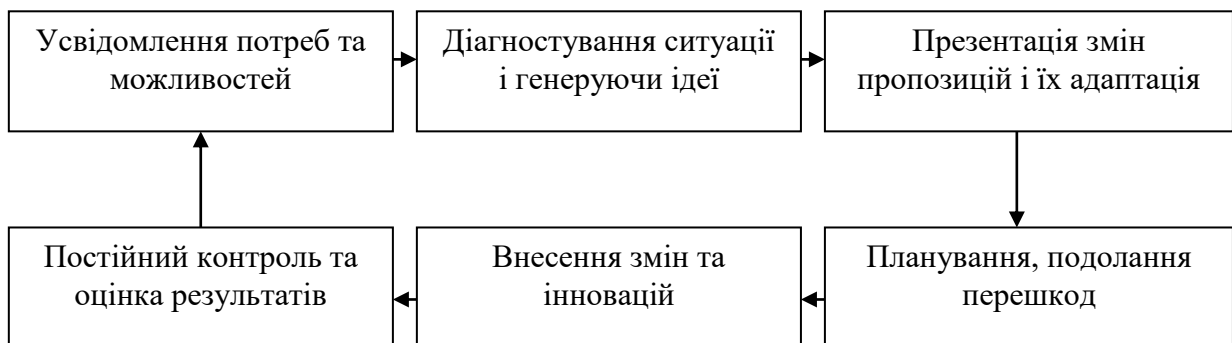 Усвідомлення потреб та
можливостей
Діагностування ситуації
і генеруючи ідеї
Презентація змін
пропозицій і їх адаптація
Постійний контроль та
оцінка результатів
Внесення змін та
інновацій
Планування, подолання
перешкод